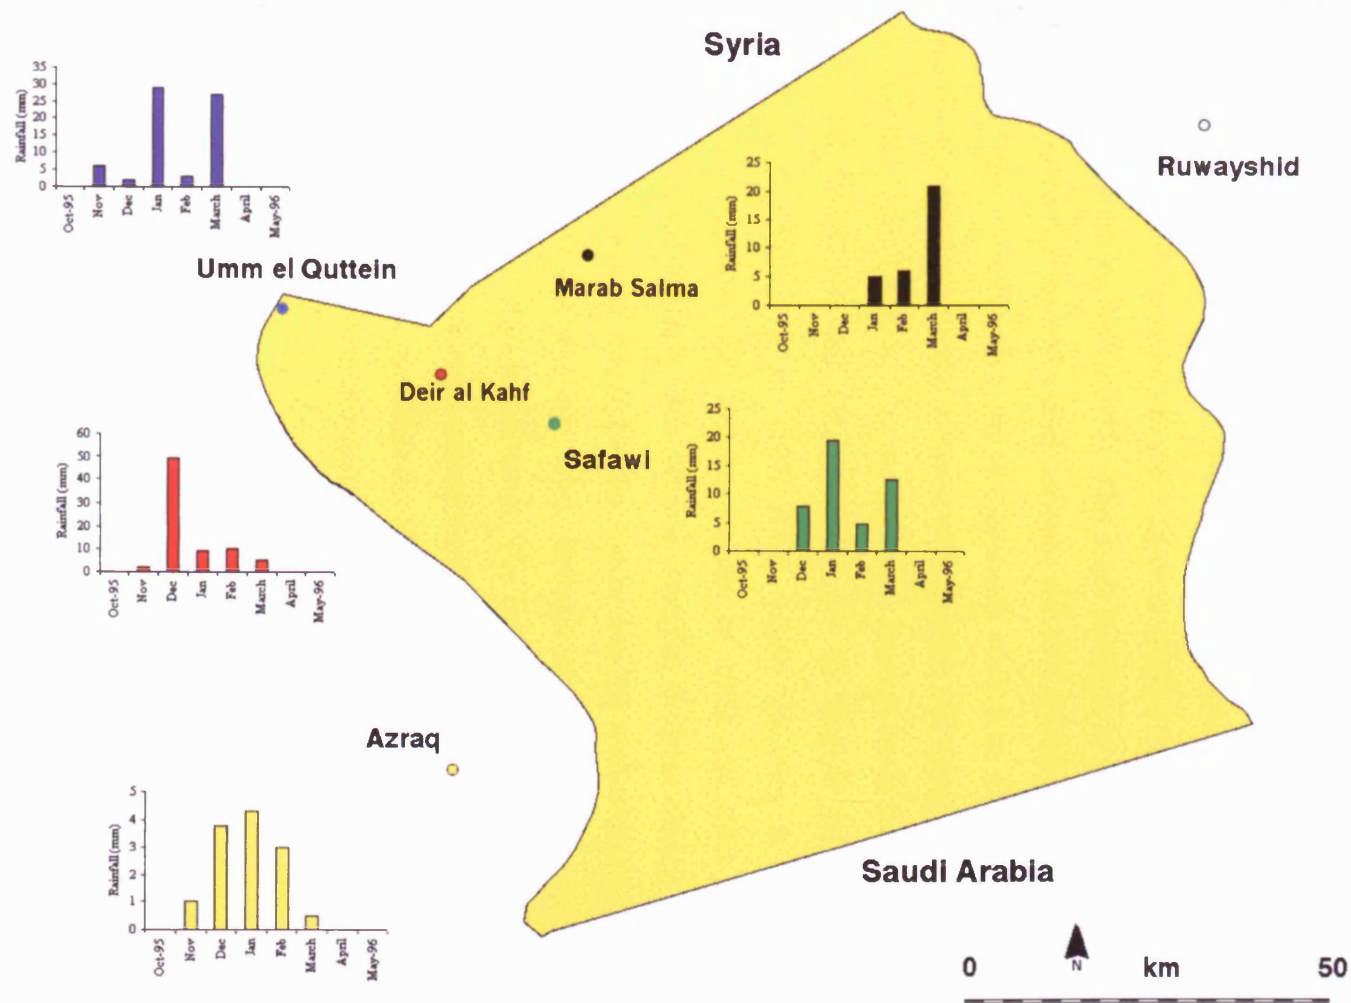 Syria
Ruwayshid
Rainfall (mm)
35
30
25
20
15
10
5
0
Oct-95
Nov
Dec
Jan
Feb
March
April
May-96
Umm el Quttein
Marab Salma
Rainfall (mm)
25
20
15
10
5
0
Oct-95
Nov
Dec
Jan
Feb
March
April
May-96
Deir al Kahf
Safawi
Rainfall (mm)
60
50
40
30
20
10
0
Oct-95
Nov
Dec
Jan
Feb
March
April
May-96
Rainfall (mm)
25
20
15
10
5
0
Oct-95
Nov
Dec
Jan
Feb
March
April
May-96
Azraq
Rainfall (mm)
5
4
3
2
1
0
Oct-95
Nov
Dec
Jan
Feb
March
April
May-96
Saudi Arabia
N
0 km 50